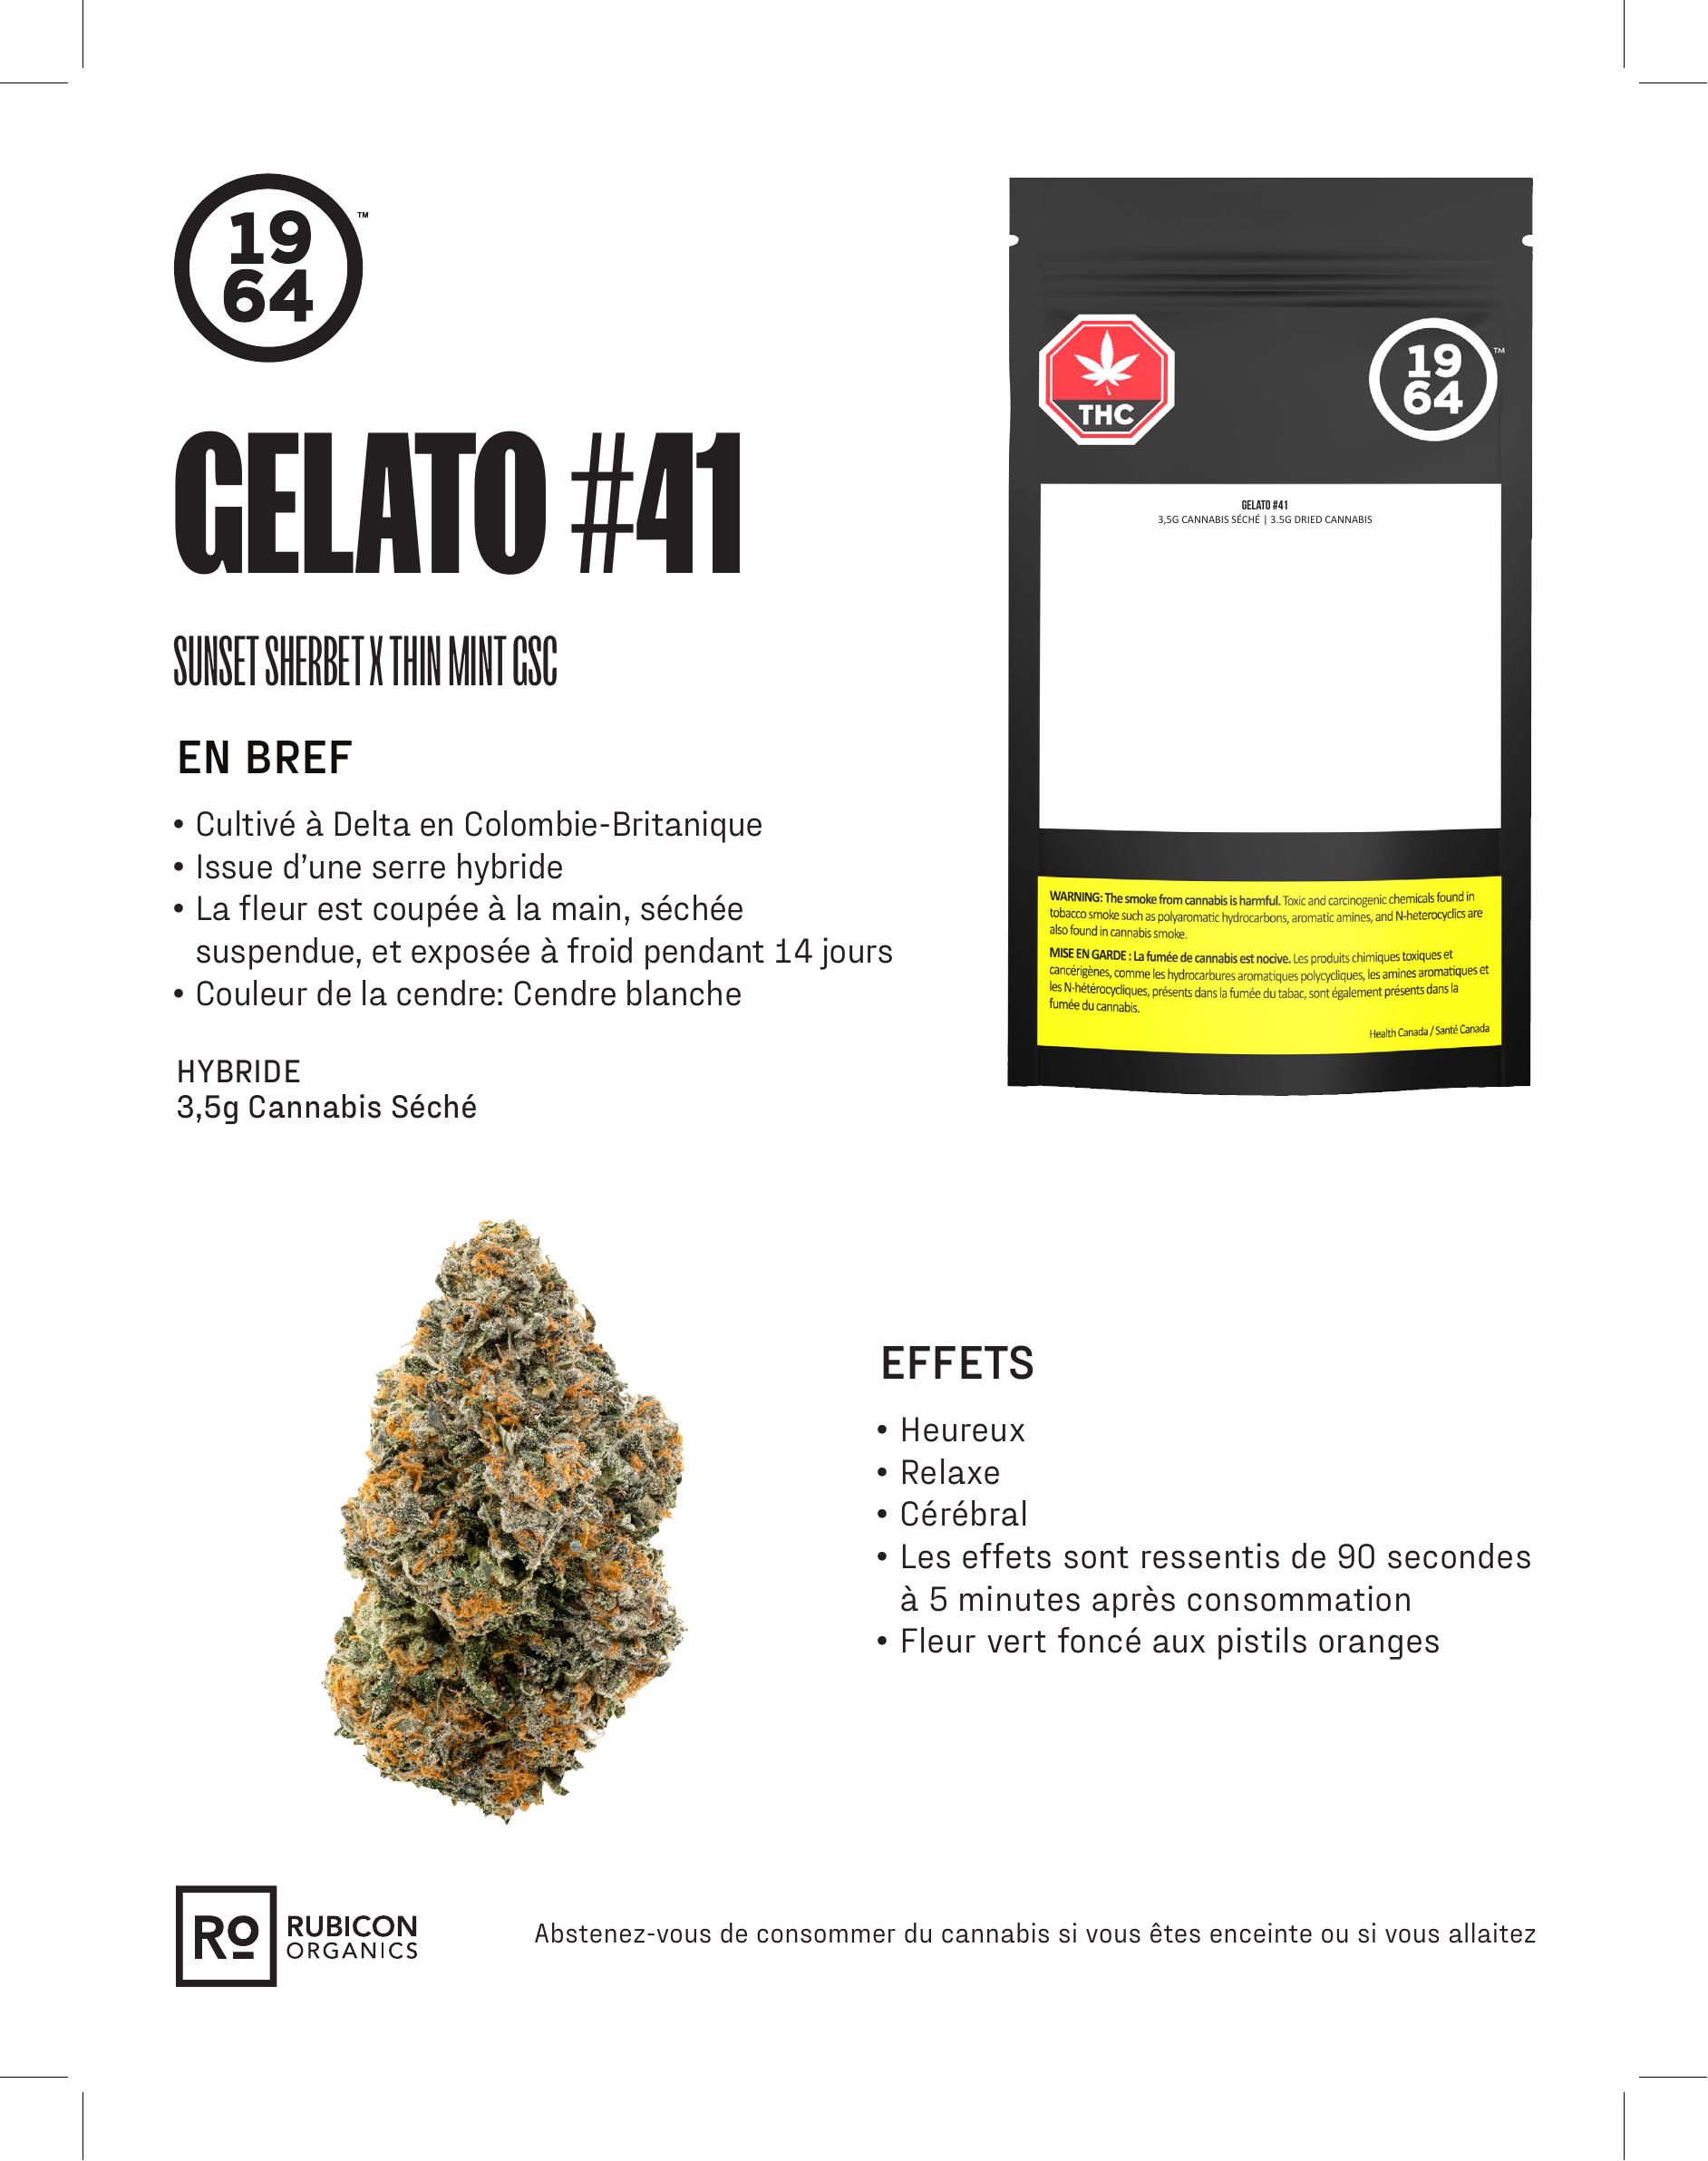 19
64
™
GELATO #41
SUNSET SHERBET X THIN MINT GSC
EN BREF
• Cultivé à Delta en Colombie-Britanique
• Issue d’une serre hybride
• La fleur est coupée à la main, séchée
suspendue, et exposée à froid pendant 14 jours
• Couleur de la cendre: Cendre blanche
HYBRIDE
3,5g Cannabis Séché
THC
19
64
™
GELATO #41
3,5G CANNABIS SÉCHÉ | 3.5G DRIED CANNABIS
WARNING: The smoke from cannabis is harmful. Toxic and carcinogenic chemicals found in
tobacco smoke such as polyaromatic hydrocarbons, aromatic amines, and N-heterocyclics are
also found in cannabis smoke.
MISE EN GARDE : La fumée de cannabis est nocive. Les produits chimiques toxiques et
cancérigènes, comme les hydrocarbures aromatiques polycycliques, les amines aromatiques et
les N-hétérocycliques, présents dans la fumée du tabac, sont également présents dans la
fumée du cannabis.
Health Canada / Santé Canada
EFFETS
• Heureux
• Relaxe
• Cérébral
• Les effets sont ressentis de 90 secondes
à 5 minutes après consommation
• Fleur vert foncé aux pistils oranges
Ro
RUBICON
ORGANICS
Abstenez-vous de consommer du cannabis si vous êtes enceinte ou si vous allaitez